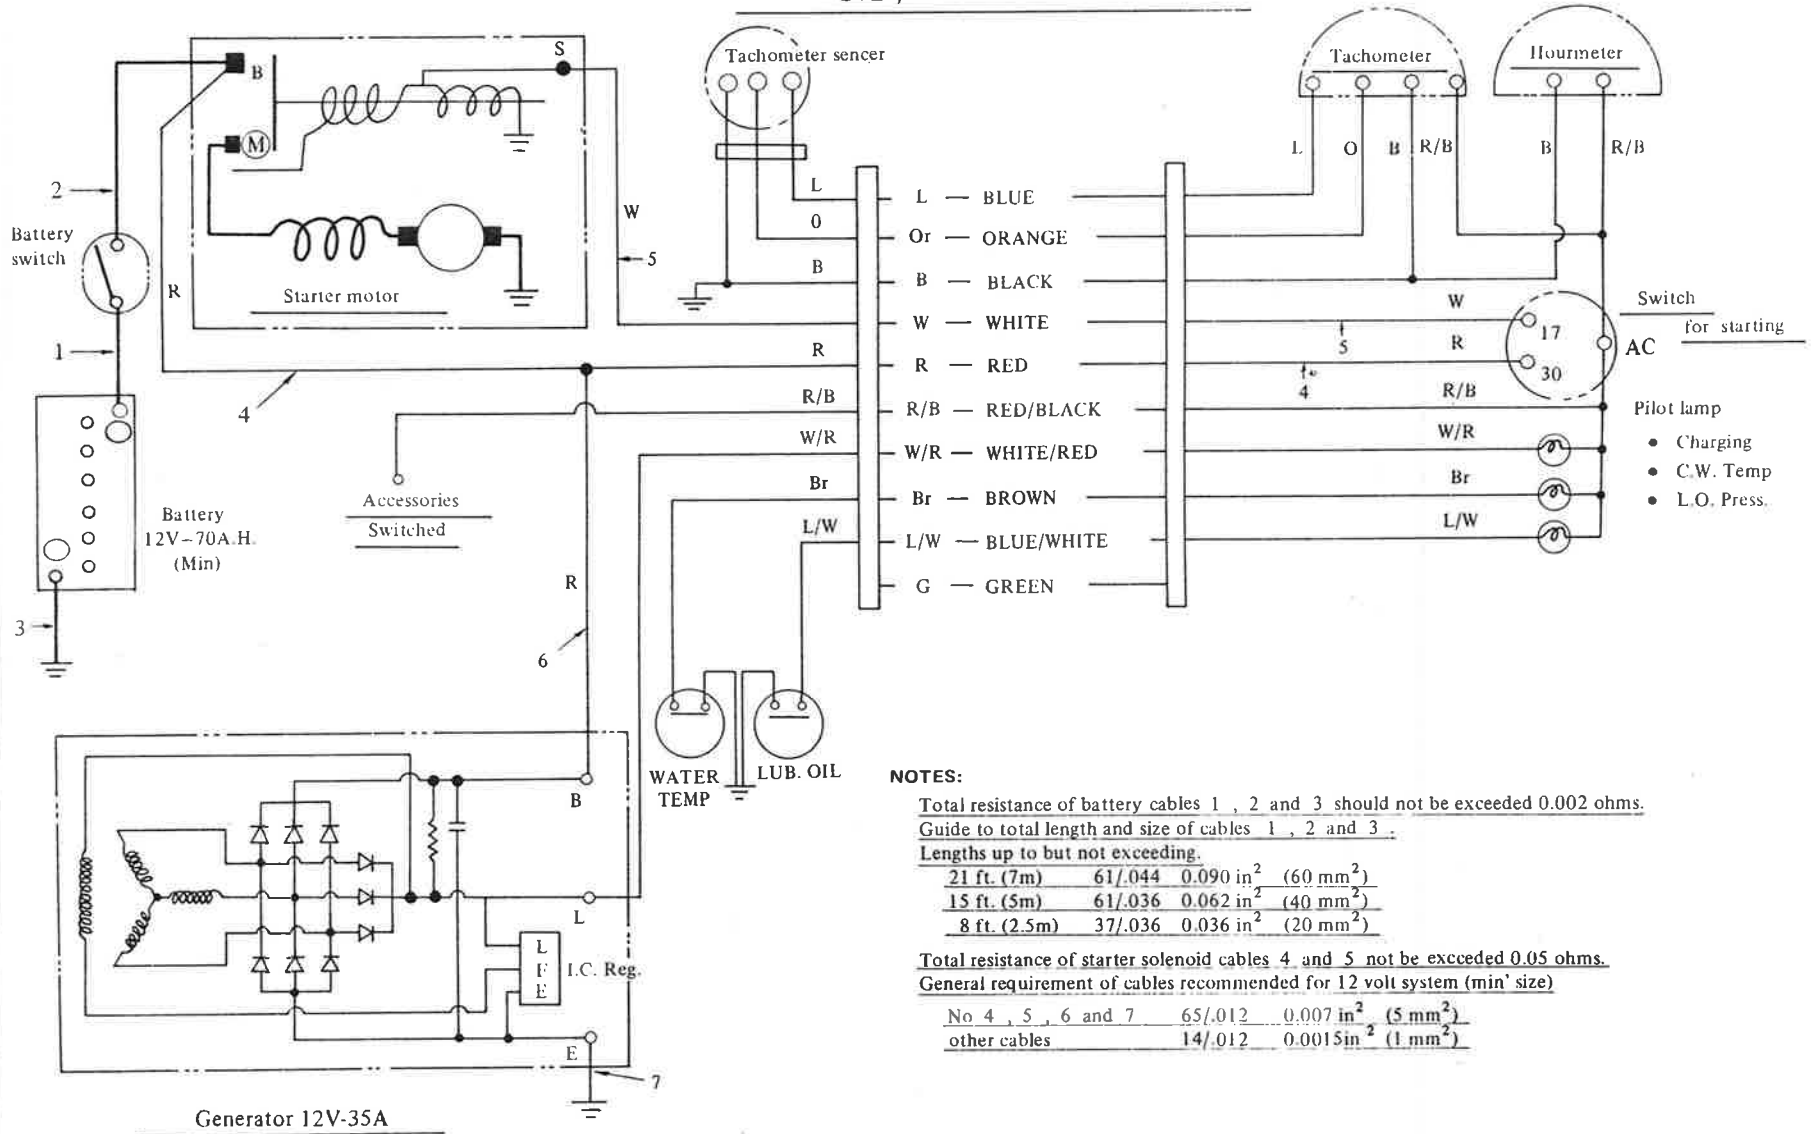 S
Tachometer sencer
Tachometer
Hourmeter
B
M
L O B R/B
B R/B
2
Battery
switch
R
W
5
Starter motor
1
4
L
0
B
R
R/B
W/R
Br
L/W
L — BLUE
Or — ORANGE
B — BLACK
W — WHITE
R — RED
R/B — RED/BLACK
W/R — WHITE/RED
Br — BROWN
L/W — BLUE/WHITE
G — GREEN
W
5
R
4
R/B
W/R
Br
L/W
17
30
AC
Switch
for starting
Pilot lamp
• Charging
• C.W. Temp
• L.O. Press.
Accessories
Switched
Battery
12V–70A.H.
(Min)
3
R
6
WATER
TEMP
LUB. OIL
B
L
L
F
E
I.C. Reg.
E
7
Generator 12V-35A
NOTES:
Total resistance of battery cables 1 , 2 and 3 should not be exceeded 0.002 ohms.
Guide to total length and size of cables 1 , 2 and 3 .
Lengths up to but not exceeding.
21 ft. (7m) 61/.044 0.090 in² (60 mm²)
15 ft. (5m) 61/.036 0.062 in² (40 mm²)
8 ft. (2.5m) 37/.036 0.036 in² (20 mm²)
Total resistance of starter solenoid cables 4 and 5 not be exceeded 0.05 ohms.
General requirement of cables recommended for 12 volt system (min' size)
No 4 , 5 , 6 and 7 65/.012 0.007 in² (5 mm²)
other cables 14/.012 0.0015in² (1 mm²)